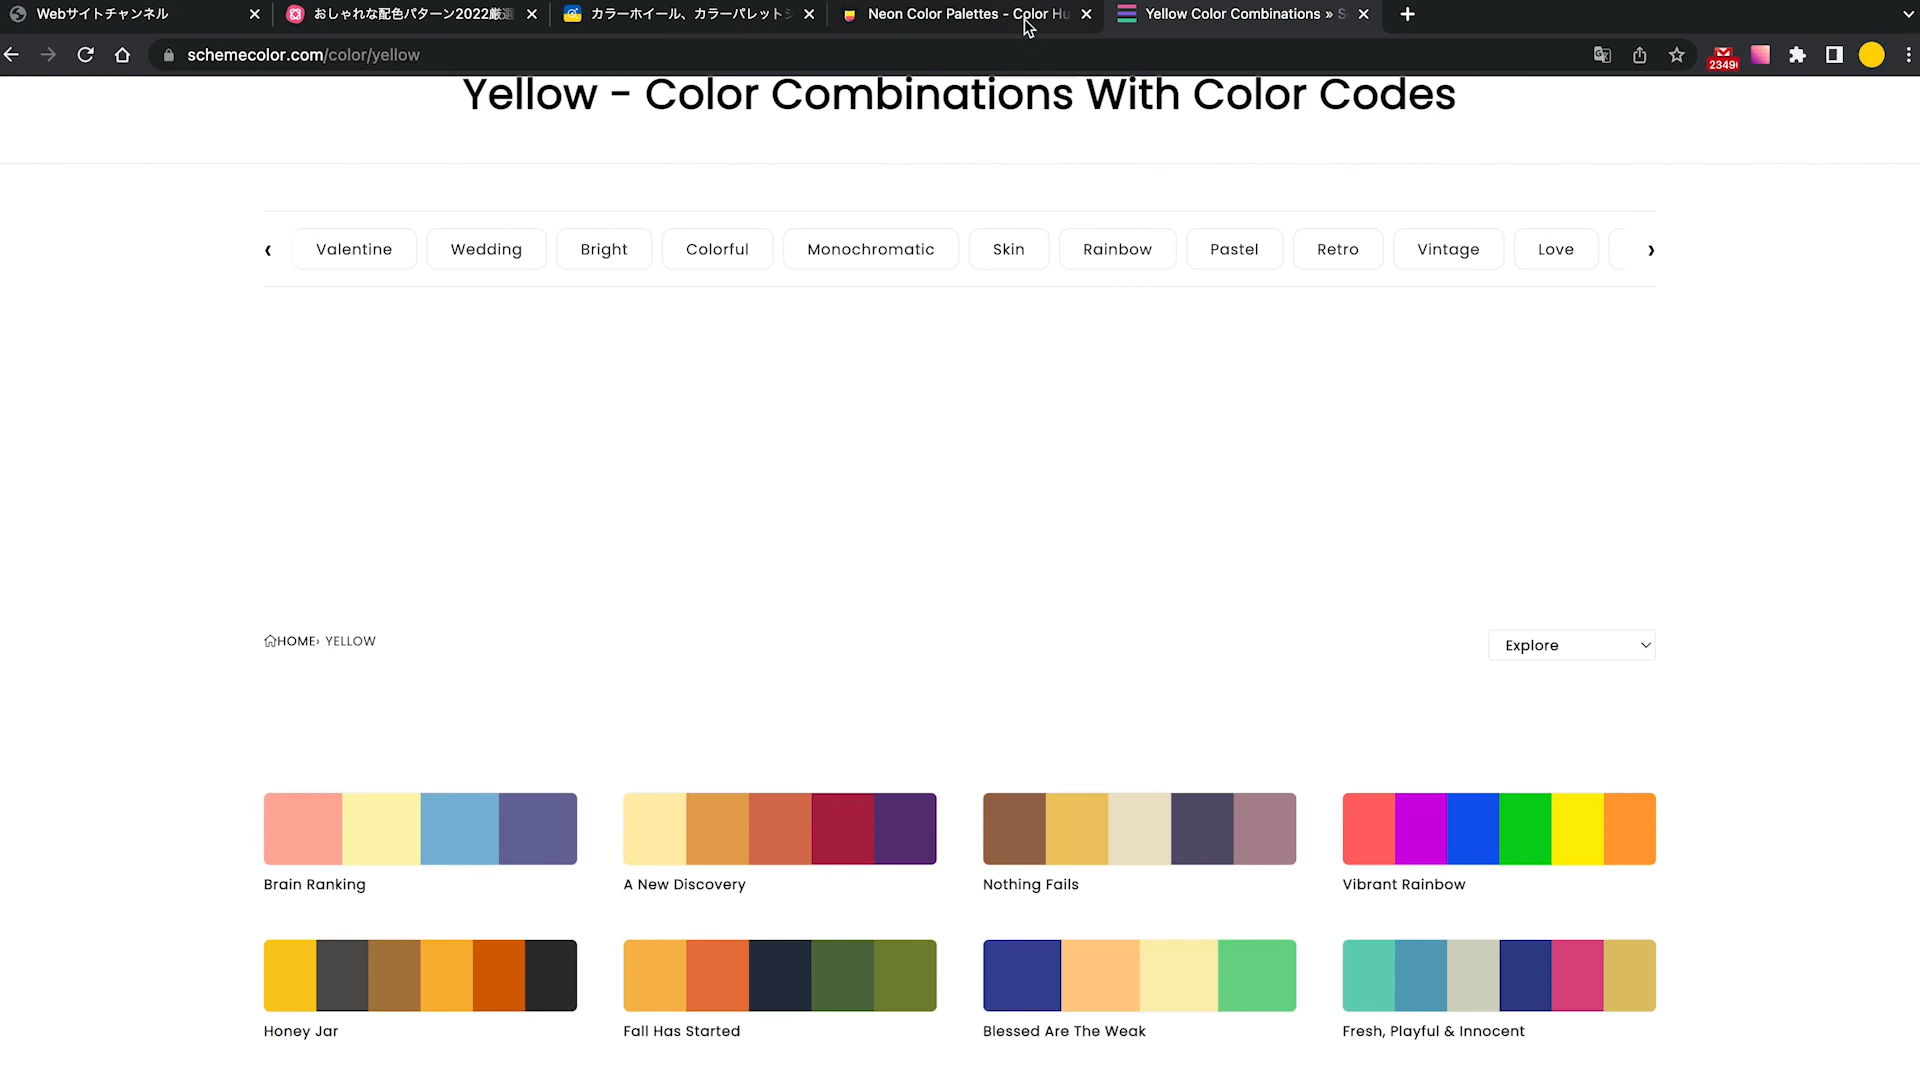 Webサイトチャンネル
おしゃれな配色パターン2022厳選
カラーホイール、カラーパレットジ
Neon Color Palettes - Color Hu
Yellow Color Combinations » S
schemecolor.com/color/yellow
2349
Yellow - Color Combinations With Color Codes
Valentine
Wedding
Bright
Colorful
Monochromatic
Skin
Rainbow
Pastel
Retro
Vintage
Love
HOME› YELLOW
Explore
Brain Ranking
A New Discovery
Nothing Fails
Vibrant Rainbow
Honey Jar
Fall Has Started
Blessed Are The Weak
Fresh, Playful & Innocent